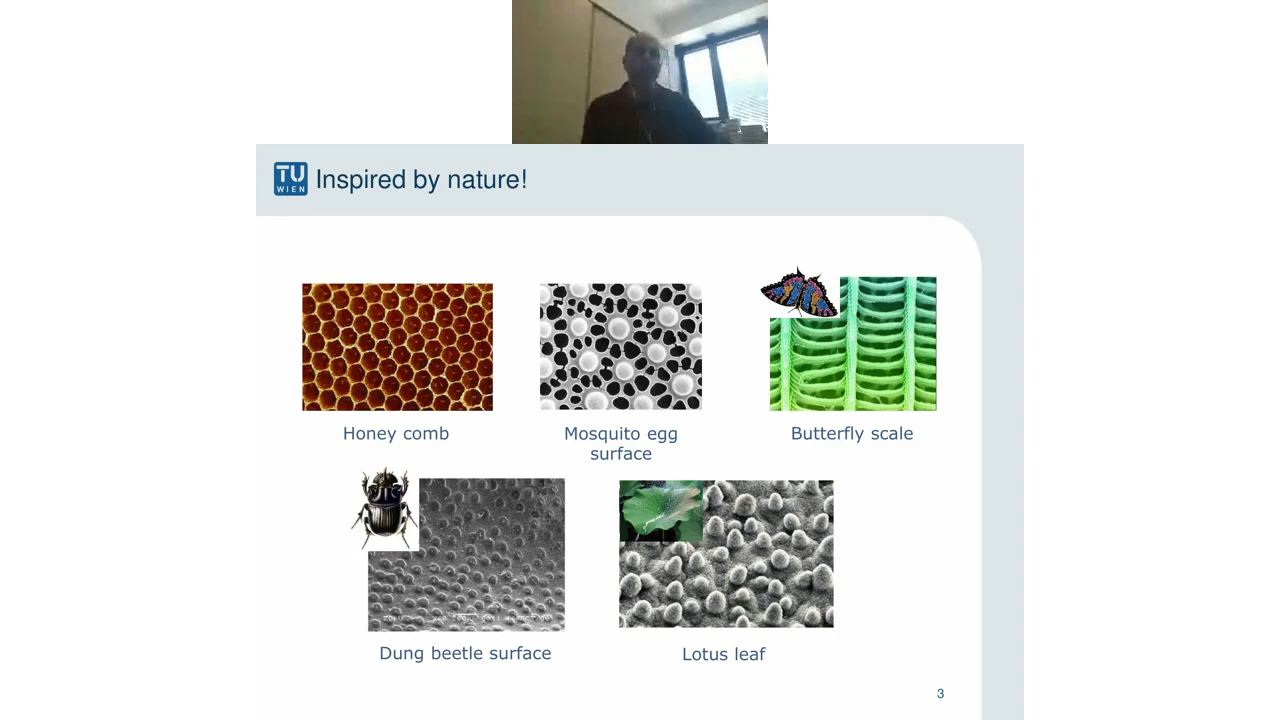 TU
WIEN
Inspired by nature!
Honey comb
Mosquito egg
surface
Butterfly scale
Dung beetle surface
Lotus leaf
3